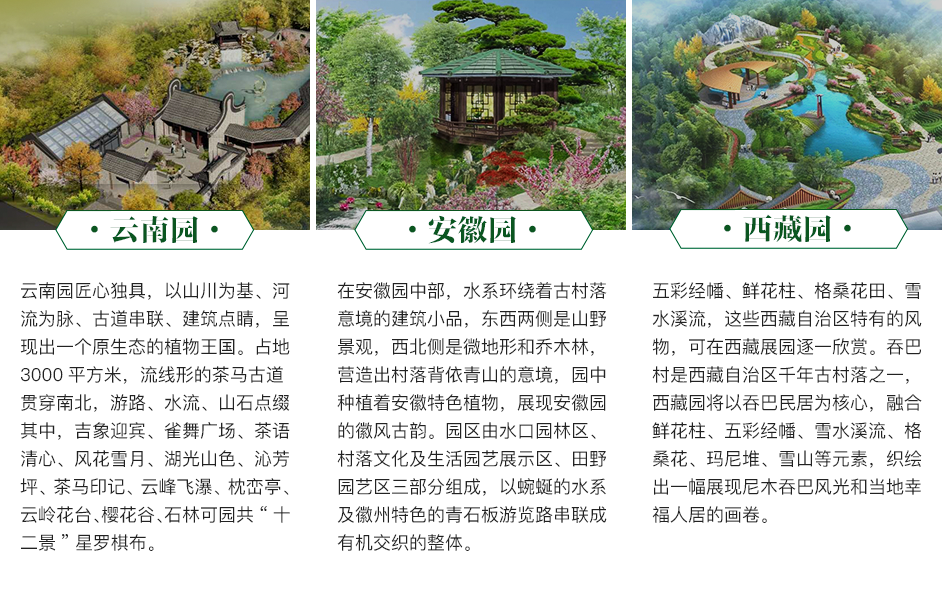 ·云南园·
云南园匠心独具，以山川为基、河
流为脉、古道串联、建筑点睛，呈
现出一个原生态的植物王国。占地
3000 平方米，流线形的茶马古道
贯穿南北，游路、水流、山石点缀
其中，吉象迎宾、雀舞广场、茶语
清心、风花雪月、湖光山色、沁芳
坪、茶马印记、云峰飞瀑、枕峦亭、
云岭花台、樱花谷、石林可园共“十
二景”星罗棋布。
·安徽园·
在安徽园中部，水系环绕着古村落
意境的建筑小品，东西两侧是山野
景观，西北侧是微地形和乔木林，
营造出村落背依青山的意境，园中
种植着安徽特色植物，展现安徽园
的徽风古韵。园区由水口园林区、
村落文化及生活园艺展示区、田野
园艺区三部分组成，以蜿蜒的水系
及徽州特色的青石板游览路串联成
有机交织的整体。
·西藏园·
五彩经幡、鲜花柱、格桑花田、雪
水溪流，这些西藏自治区特有的风
物，可在西藏展园逐一欣赏。吞巴
村是西藏自治区千年古村落之一，
西藏园将以吞巴民居为核心，融合
鲜花柱、五彩经幡、雪水溪流、格
桑花、玛尼堆、雪山等元素，织绘
出一幅展现尼木吞巴风光和当地幸
福人居的画卷。